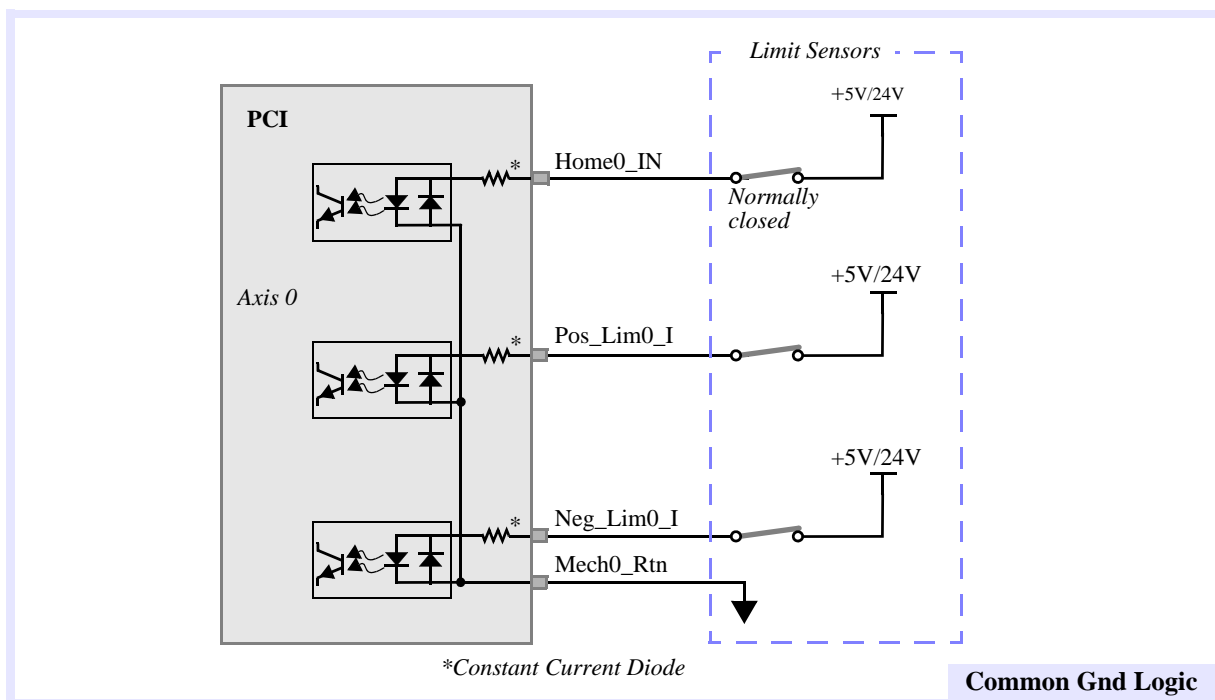 Limit Sensors
+5V/24V
PCI
*
Home0_IN
Normally
closed
+5V/24V
Axis 0
*
Pos_Lim0_I
+5V/24V
*
Neg_Lim0_I
Mech0_Rtn
*Constant Current Diode
Common Gnd Logic